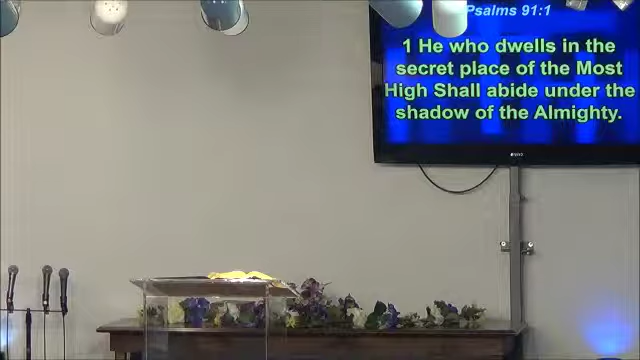 Psalms 91:1
1 He who dwells in the
secret place of the Most
High Shall abide under the
shadow of the Almighty.